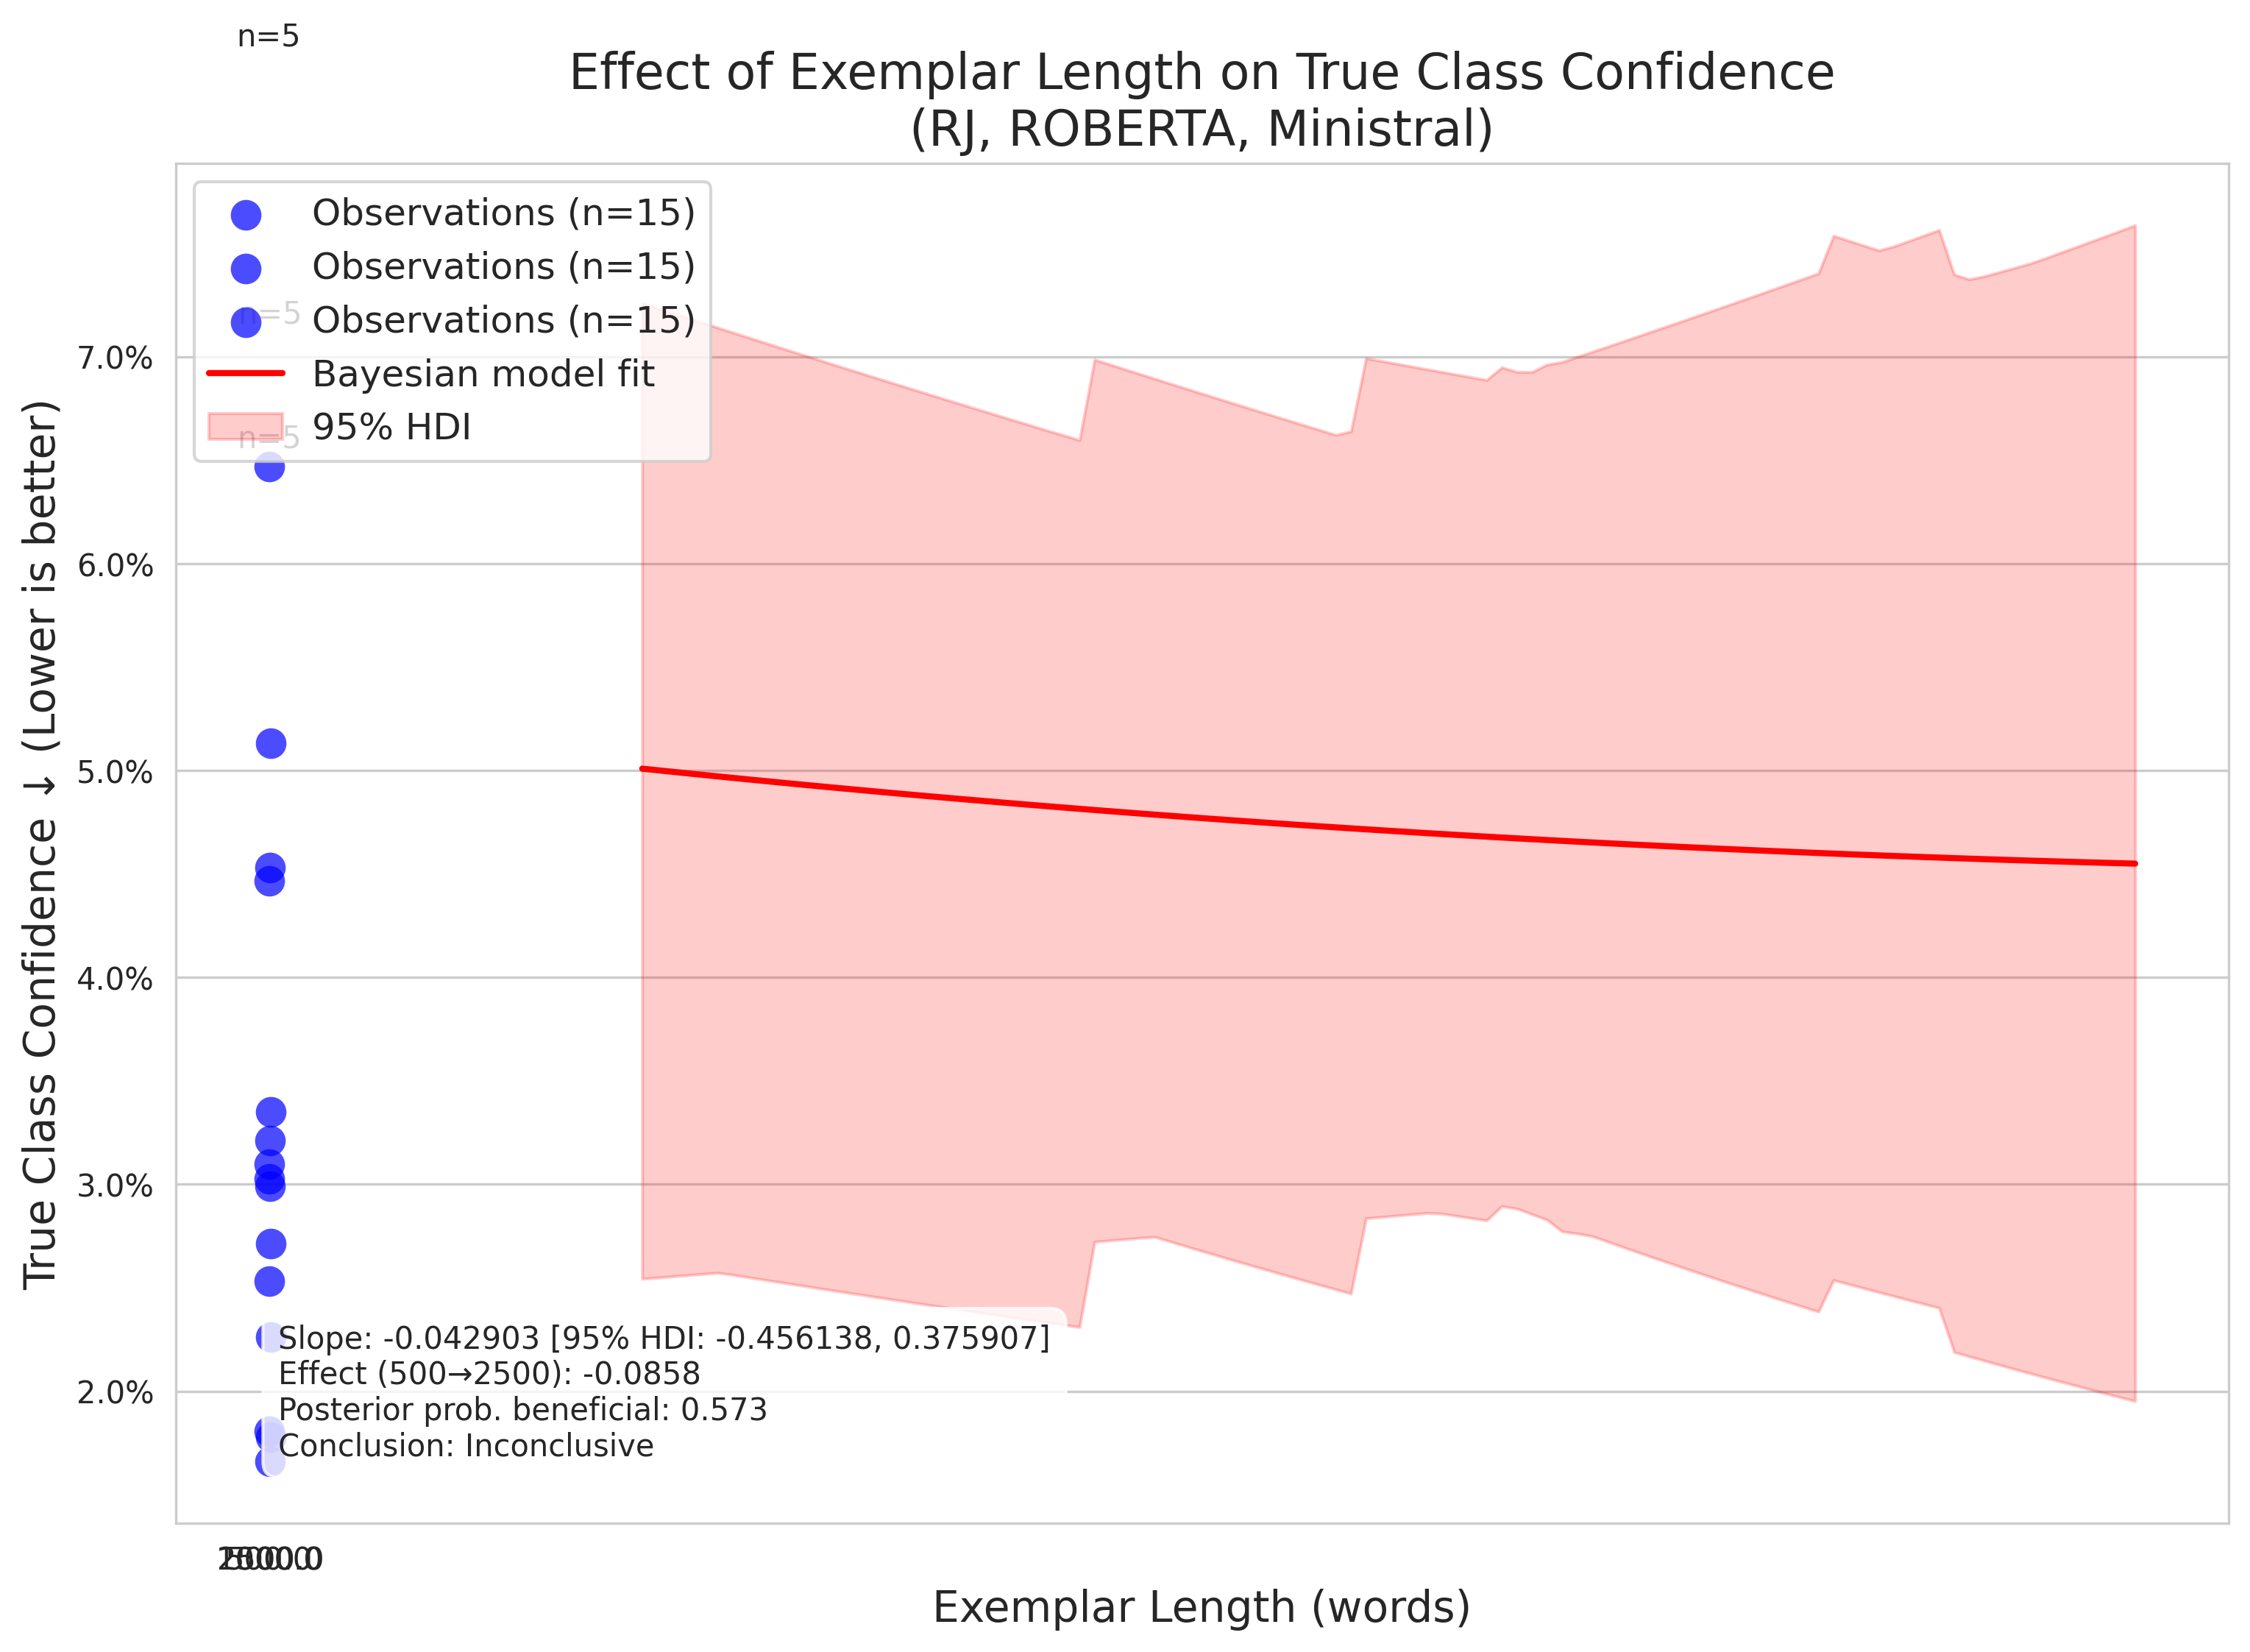 n=5
Effect of Exemplar Length on True Class Confidence
(RJ, ROBERTA, Ministral)
Observations (n=15)
Observations (n=15)
n=5
Observations (n=15)
Bayesian model fit
n=5
95% HDI
True Class Confidence ↓ (Lower is better)
7.0%
6.0%
5.0%
4.0%
3.0%
2.0%
Slope: -0.042903 [95% HDI: -0.456138, 0.375907]
Effect (500→2500): -0.0858
Posterior prob. beneficial: 0.573
Conclusion: Inconclusive
Exemplar Length (words)